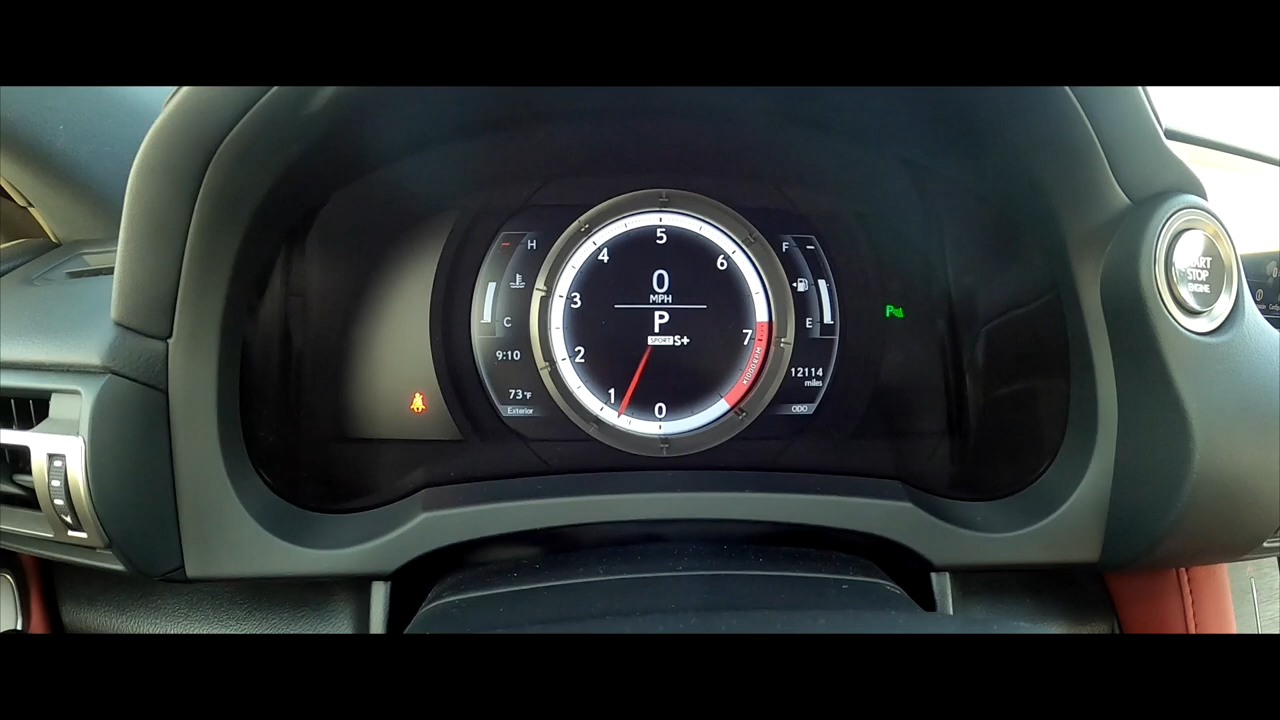 H
C
9:10
73°F
Exterior
5
4
6
3
7
2
1
0
x1000r/min
0
MPH
P
SPORT S+
F
E
12114
miles
ODO
P
START
STOP
ENGINE